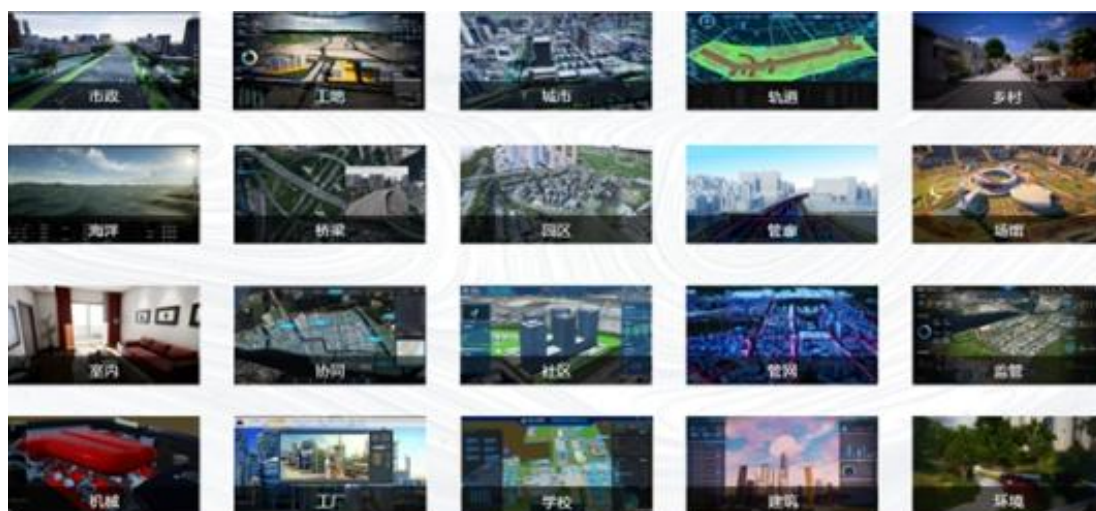 市政
工地
城市
轨道
乡村
海洋
桥梁
园区
管廊
场馆
室内
协同
社区
管网
监管
机械
工厂
学校
建筑
环境